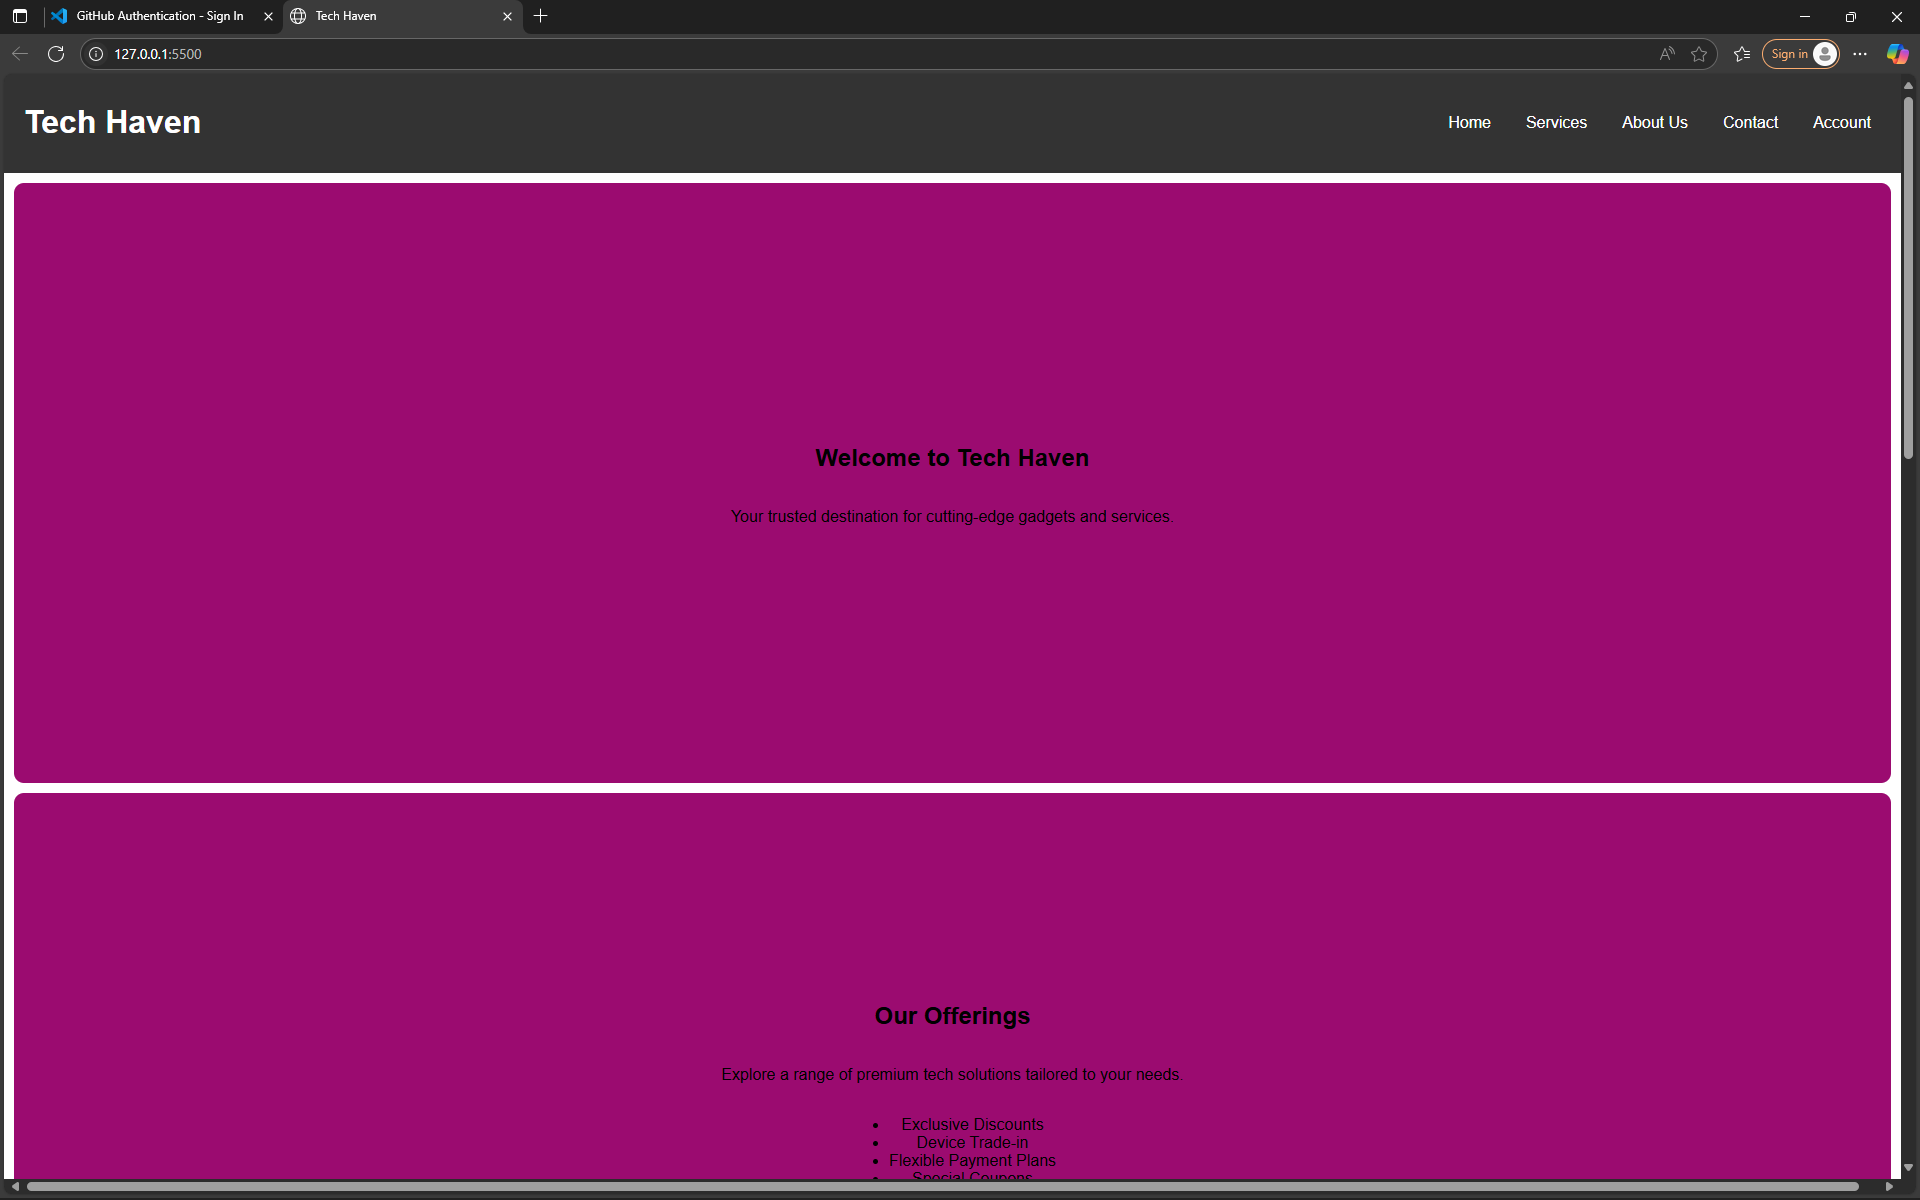 GitHub Authentication - Sign In
Tech Haven
127.0.0.1:5500
Sign in
Tech Haven
Home
Services
About Us
Contact
Account
Welcome to Tech Haven
Your trusted destination for cutting-edge gadgets and services.
Our Offerings
Explore a range of premium tech solutions tailored to your needs.
• Exclusive Discounts
• Device Trade-in
• Flexible Payment Plans
• Special Coupons